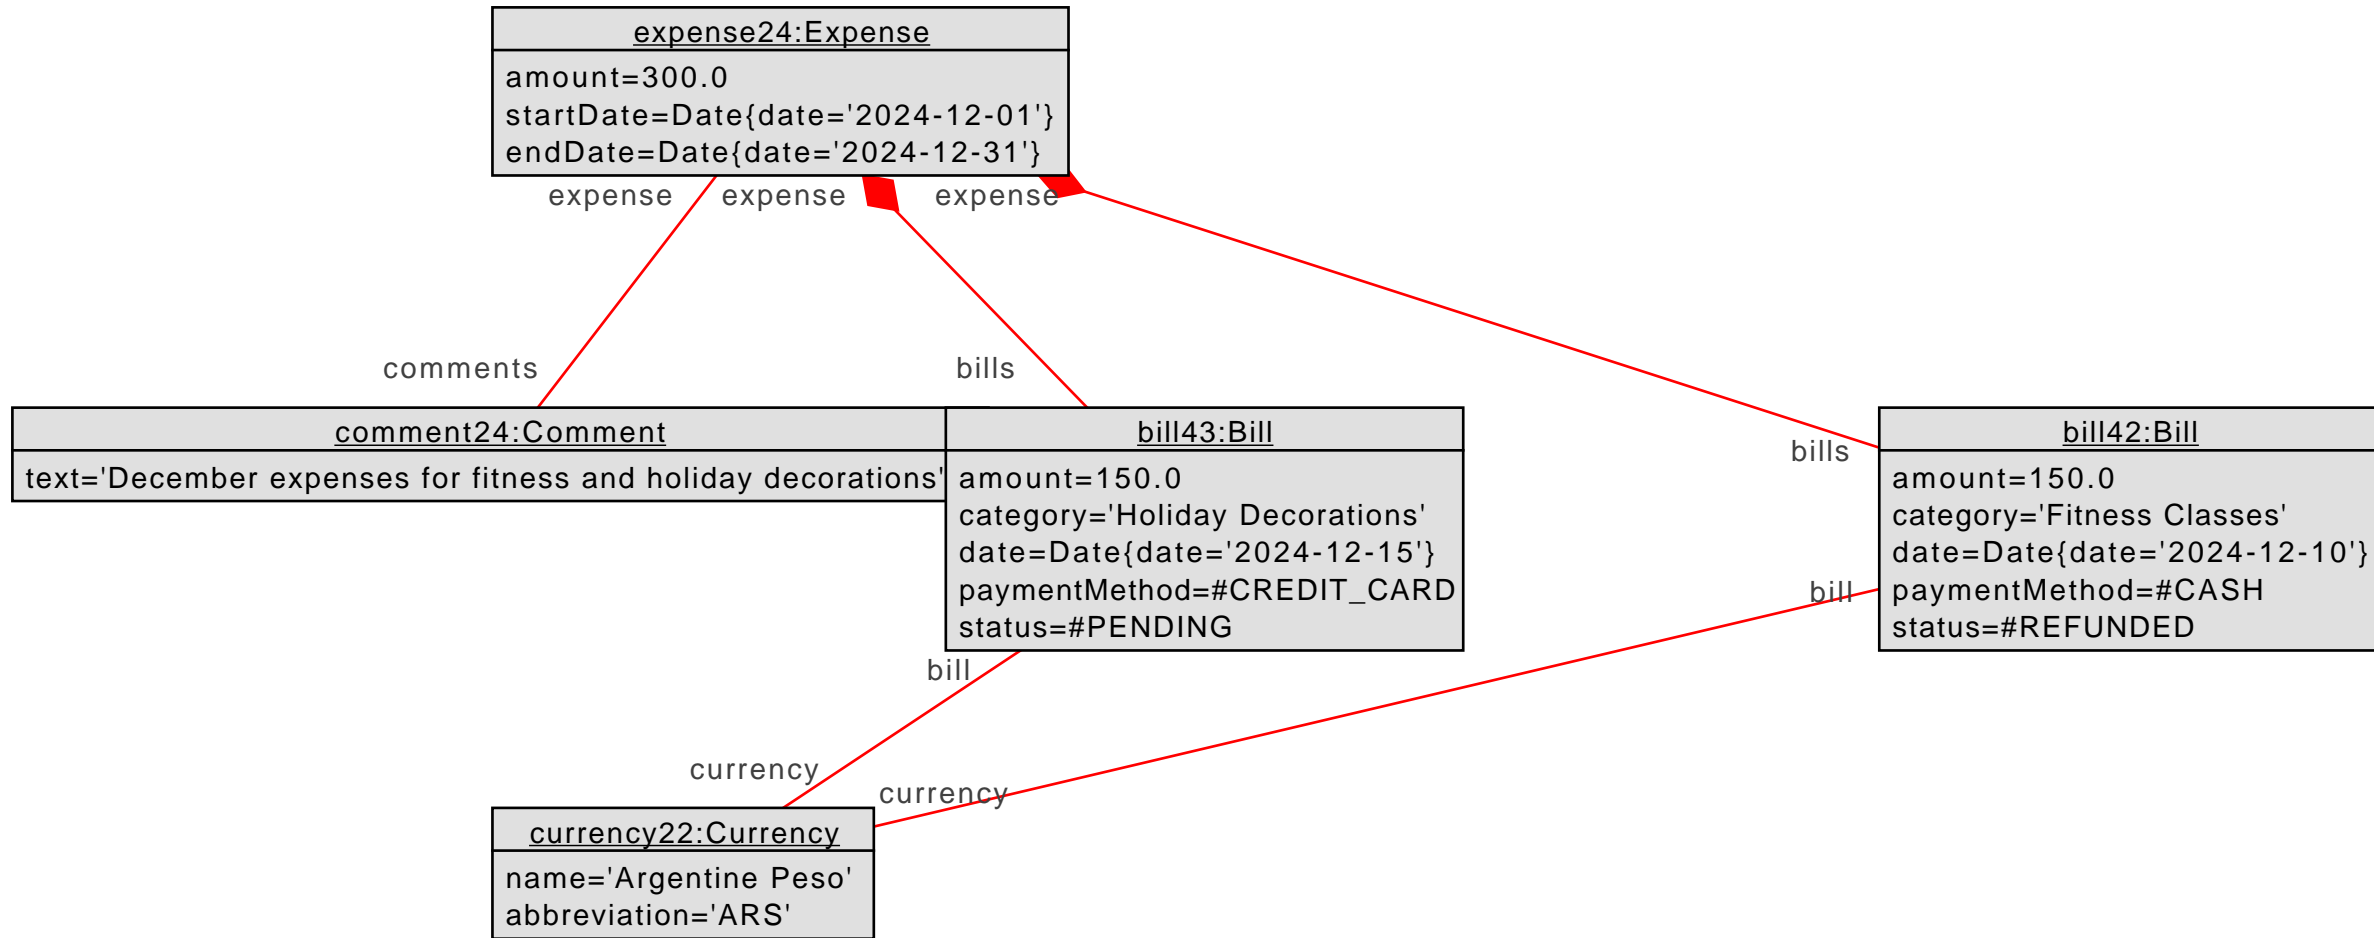 expense24:Expense
amount=300.0
startDate=Date{date='2024-12-01'}
endDate=Date{date='2024-12-31'}
expense
expense
expense
comments
bills
bills
comment24:Comment
text='December expenses for fitness and holiday decorations'
bill43:Bill
amount=150.0
category='Holiday Decorations'
date=Date{date='2024-12-15'}
paymentMethod=#CREDIT_CARD
status=#PENDING
bill42:Bill
amount=150.0
category='Fitness Classes'
date=Date{date='2024-12-10'}
paymentMethod=#CASH
status=#REFUNDED
bill
bill
currency
currency
currency22:Currency
name='Argentine Peso'
abbreviation='ARS'